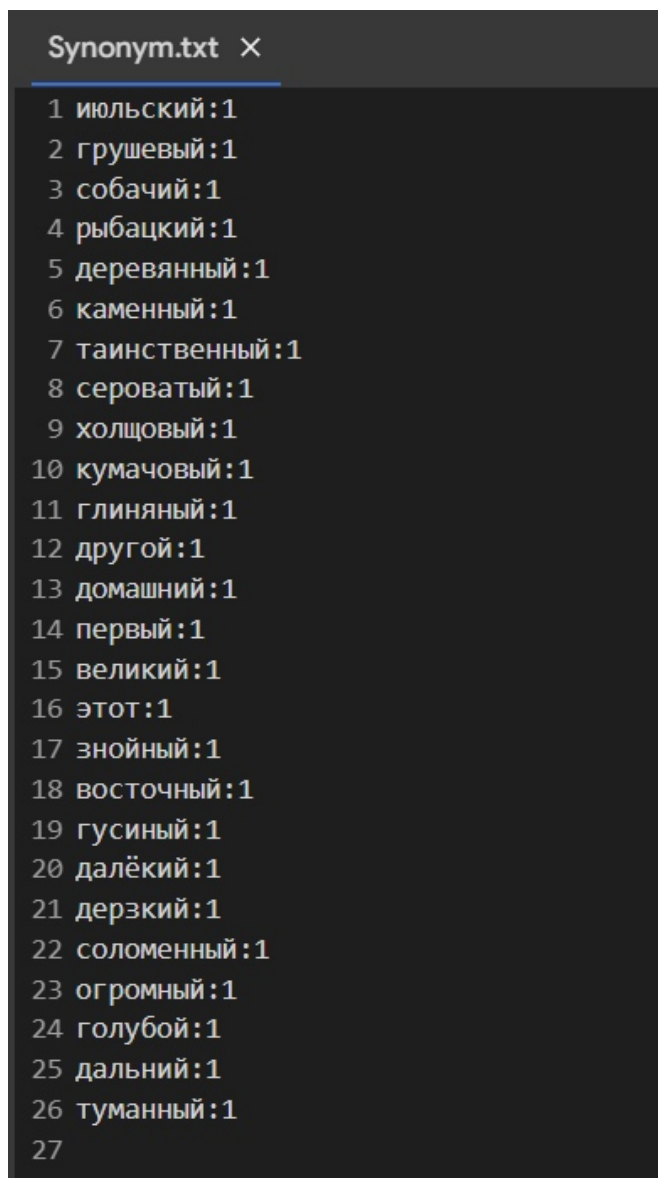 Synonym.txt ×
1 июльский:1
2 грушевый:1
3 собачий:1
4 рыбацкий:1
5 деревянный:1
6 каменный:1
7 таинственный:1
8 сероватый:1
9 холщовый:1
10 кумачовый:1
11 глиняный:1
12 другой:1
13 домашний:1
14 первый:1
15 великий:1
16 этот:1
17 знойный:1
18 восточный:1
19 гусиный:1
20 далёкий:1
21 дерзкий:1
22 соломенный:1
23 огромный:1
24 голубой:1
25 дальний:1
26 туманный:1
27